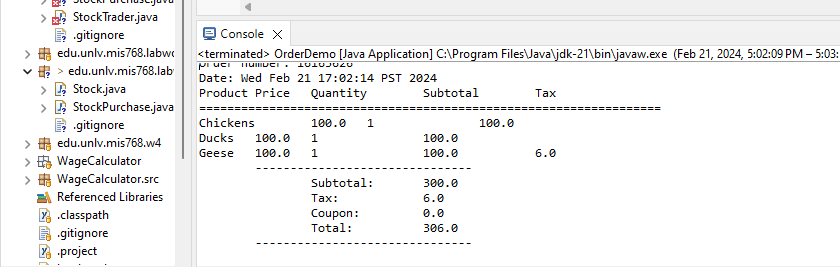 StockPurchase.java
StockTrader.java
.gitignore
edu.unlv.mis768.labwo
> edu.unlv.mis768.lab
Stock.java
StockPurchase.java
.gitignore
edu.unlv.mis768.w4
WageCalculator
WageCalculator.src
Referenced Libraries
.classpath
.gitignore
.project
Console
<terminated> OrderDemo [Java Application] C:\Program Files\Java\jdk-21\bin\javaw.exe (Feb 21, 2024, 5:02:09 PM – 5:03:
Date: Wed Feb 21 17:02:14 PST 2024
Product Price Quantity Subtotal Tax
==============================================================
Chickens 100.0 1 100.0
Ducks 100.0 1 100.0
Geese 100.0 1 100.0 6.0
-------------------------------
Subtotal: 300.0
Tax: 6.0
Coupon: 0.0
Total: 306.0
-------------------------------